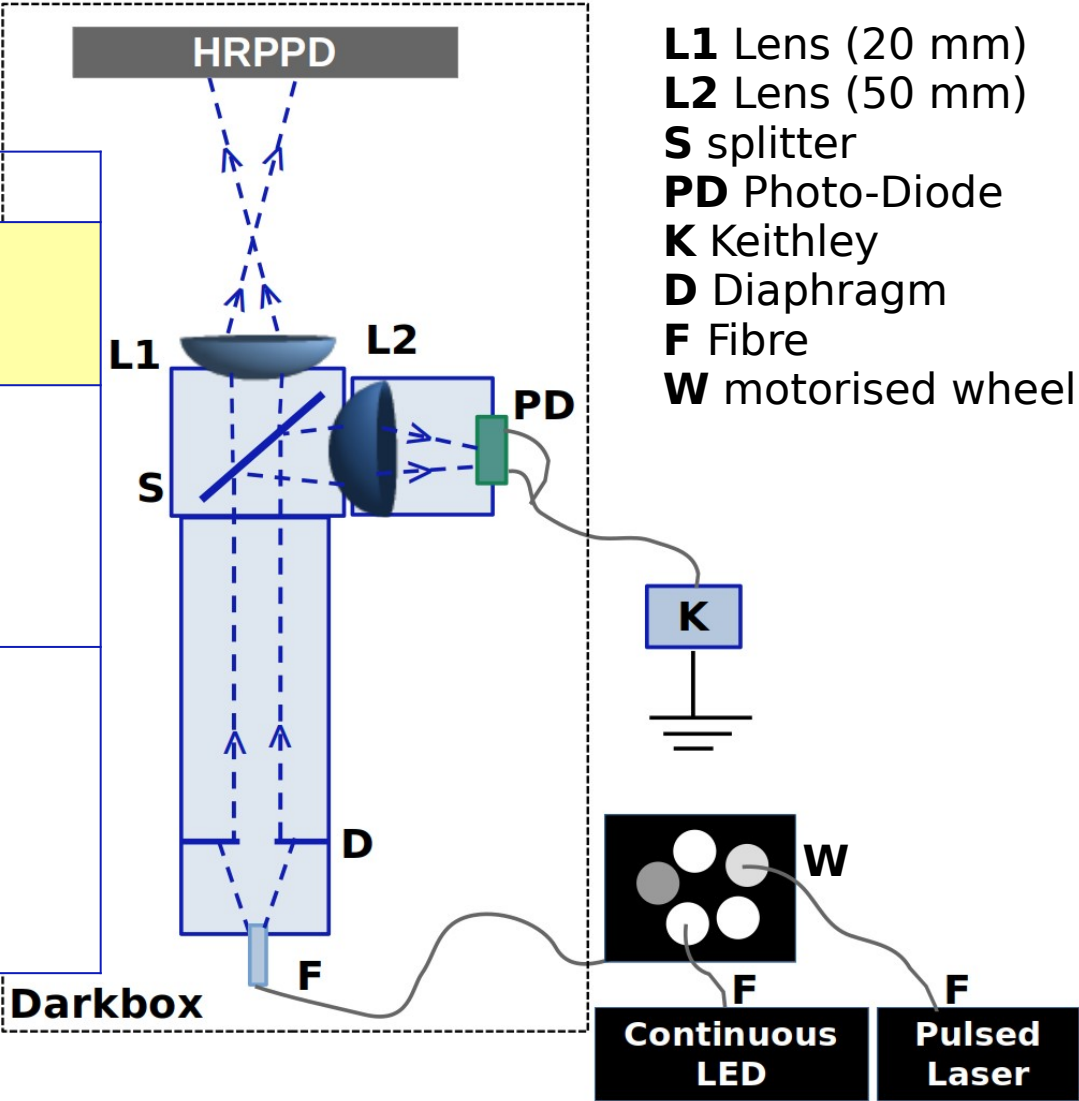 HRPPD
L1 Lens (20 mm)
L2 Lens (50 mm)
S splitter
PD Photo-Diode
K Keithley
D Diaphragm
F Fibre
W motorised wheel
L1
L2
PD
S
K
D
W
F
F
F
Darkbox
Continuous
LED
Pulsed
Laser